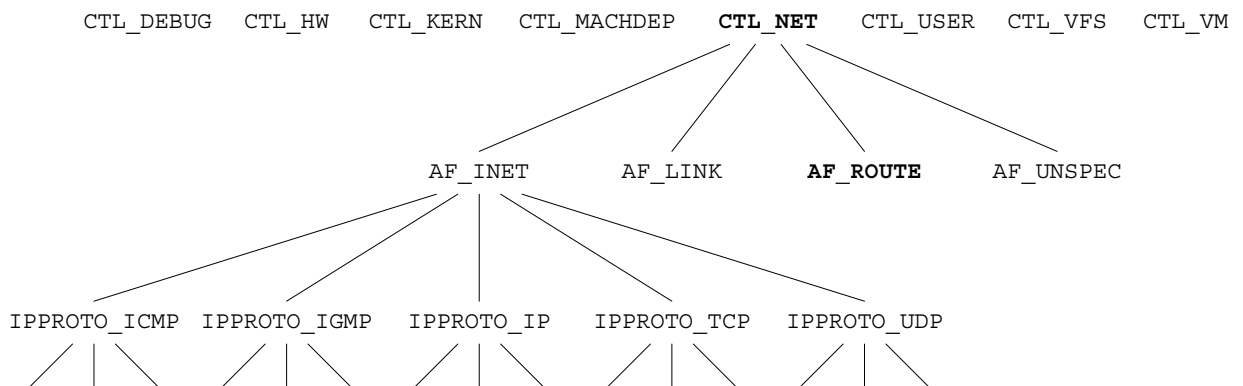 CTL_DEBUG CTL_HW CTL_KERN CTL_MACHDEP CTL_NET CTL_USER CTL_VFS CTL_VM
AF_INET AF_LINK AF_ROUTE AF_UNSPEC
IPPROTO_ICMP IPPROTO_IGMP IPPROTO_IP IPPROTO_TCP IPPROTO_UDP